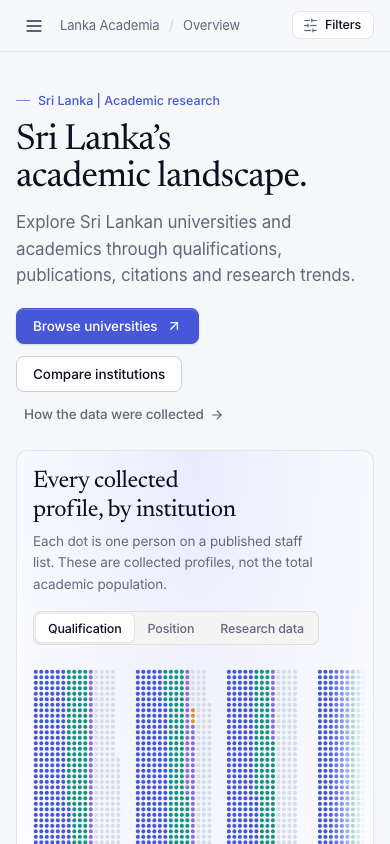 Lanka Academia / Overview
Filters
— Sri Lanka | Academic research
Sri Lanka’s
academic landscape.
Explore Sri Lankan universities and
academics through qualifications,
publications, citations and research trends.
Browse universities
Compare institutions
How the data were collected →
Every collected
profile, by institution
Each dot is one person on a published staff
list. These are collected profiles, not the total
academic population.
Qualification Position Research data